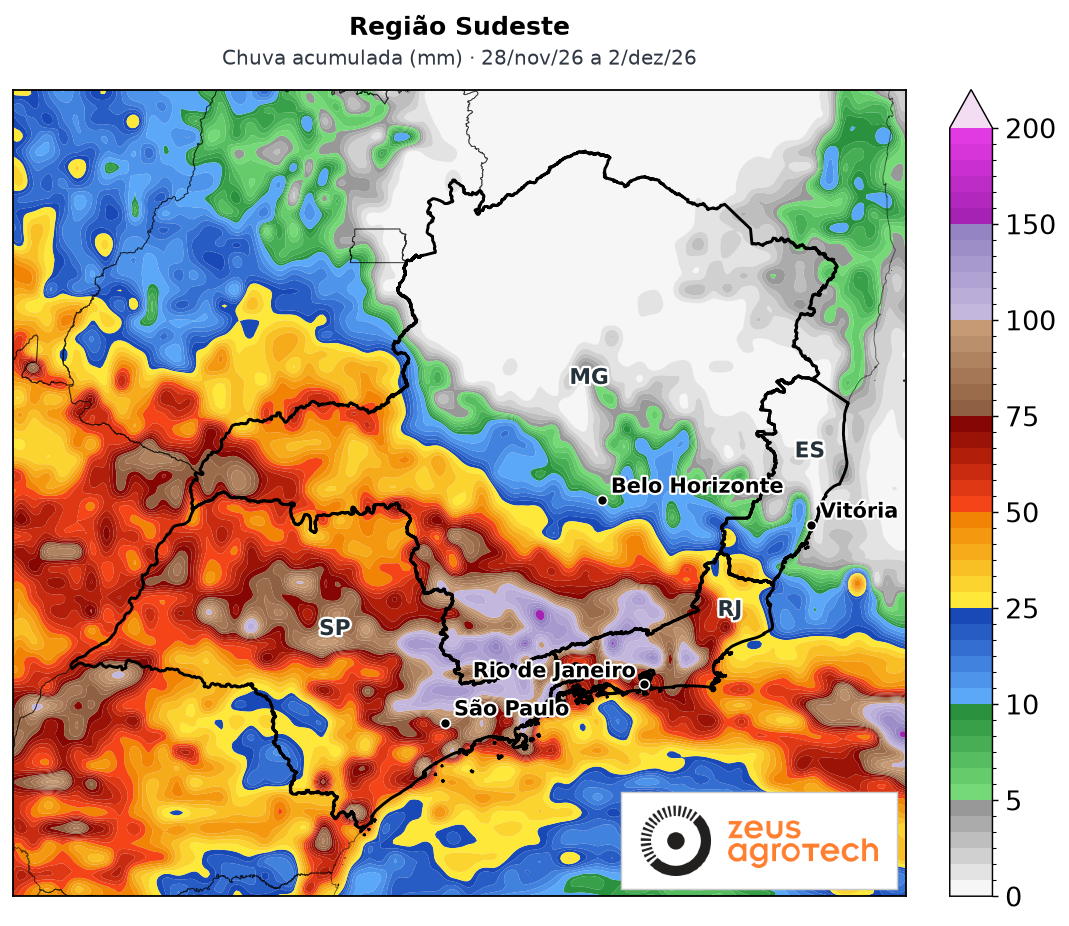 Região Sudeste
Chuva acumulada (mm) · 28/nov/26 a 2/dez/26
200
150
100
75
50
25
10
5
0
MG
ES
Belo Horizonte
Vitória
RJ
SP
Rio de Janeiro
São Paulo
zeus
agrotech